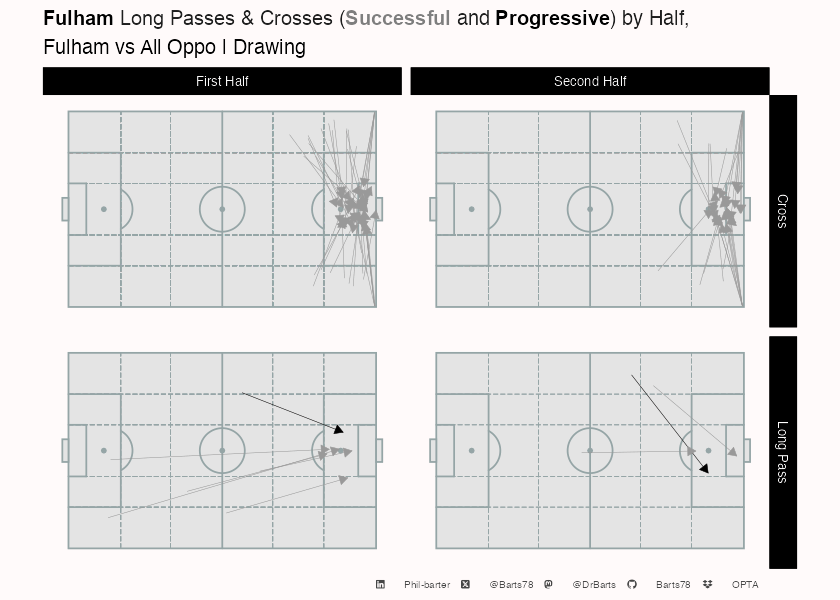 Fulham Long Passes & Crosses (Successful and Progressive) by Half,
Fulham vs All Oppo I Drawing
First Half
Second Half
Cross
Long Pass
Phil-barter @Barts78 @DrBarts Barts78 OPTA